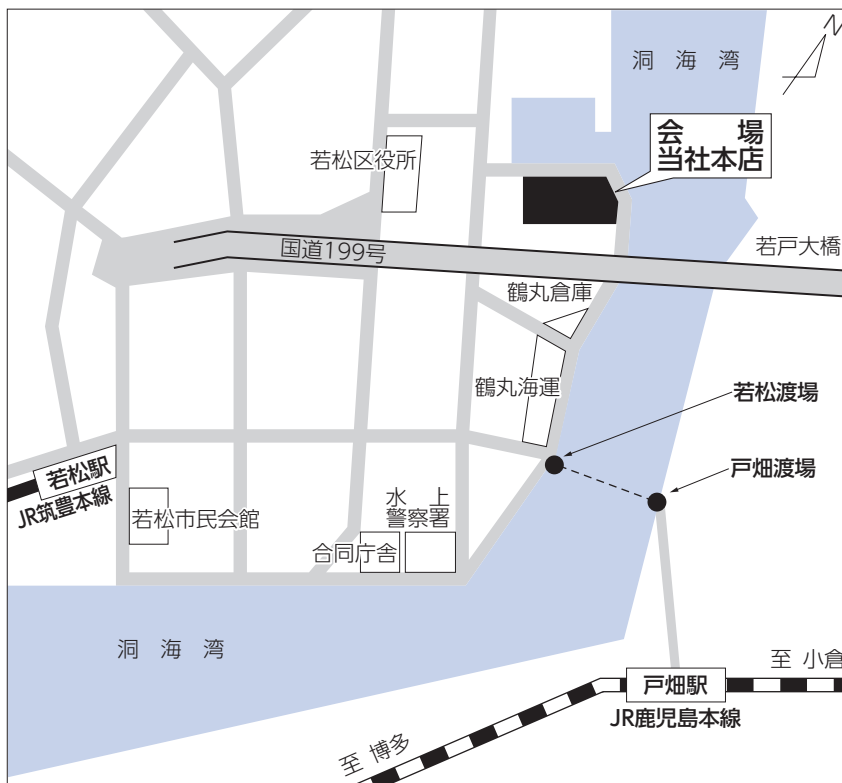 N
洞海湾
会場
当社本店
若松区役所
国道199号
若戸大橋
鶴丸倉庫
鶴丸海運
若松渡場
戸畑渡場
若松駅
JR筑豊本線
若松市民会館
水上
警察署
合同庁舎
洞海湾
至 小倉
戸畑駅
JR鹿児島本線
至 博多